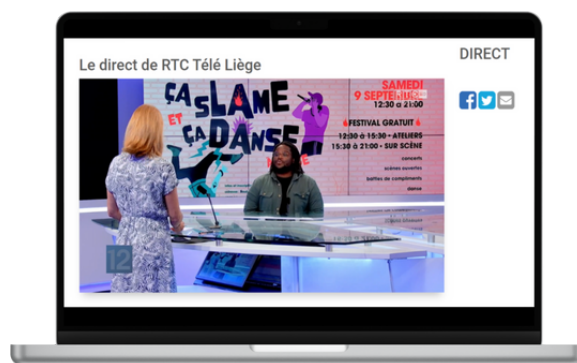 Le direct de RTC Télé Liège
DIRECT
ÇA SLAME
ET
ÇA DANSE
SAMEDI
9 SEPTEMBRE
12:30 à 21:00
FESTIVAL GRATUIT
12:30 à 15:30 • ATELIERS
15:30 à 21:00 • SUR SCÈNE
concerts
scènes ouvertes
battles de compliments
danse
12